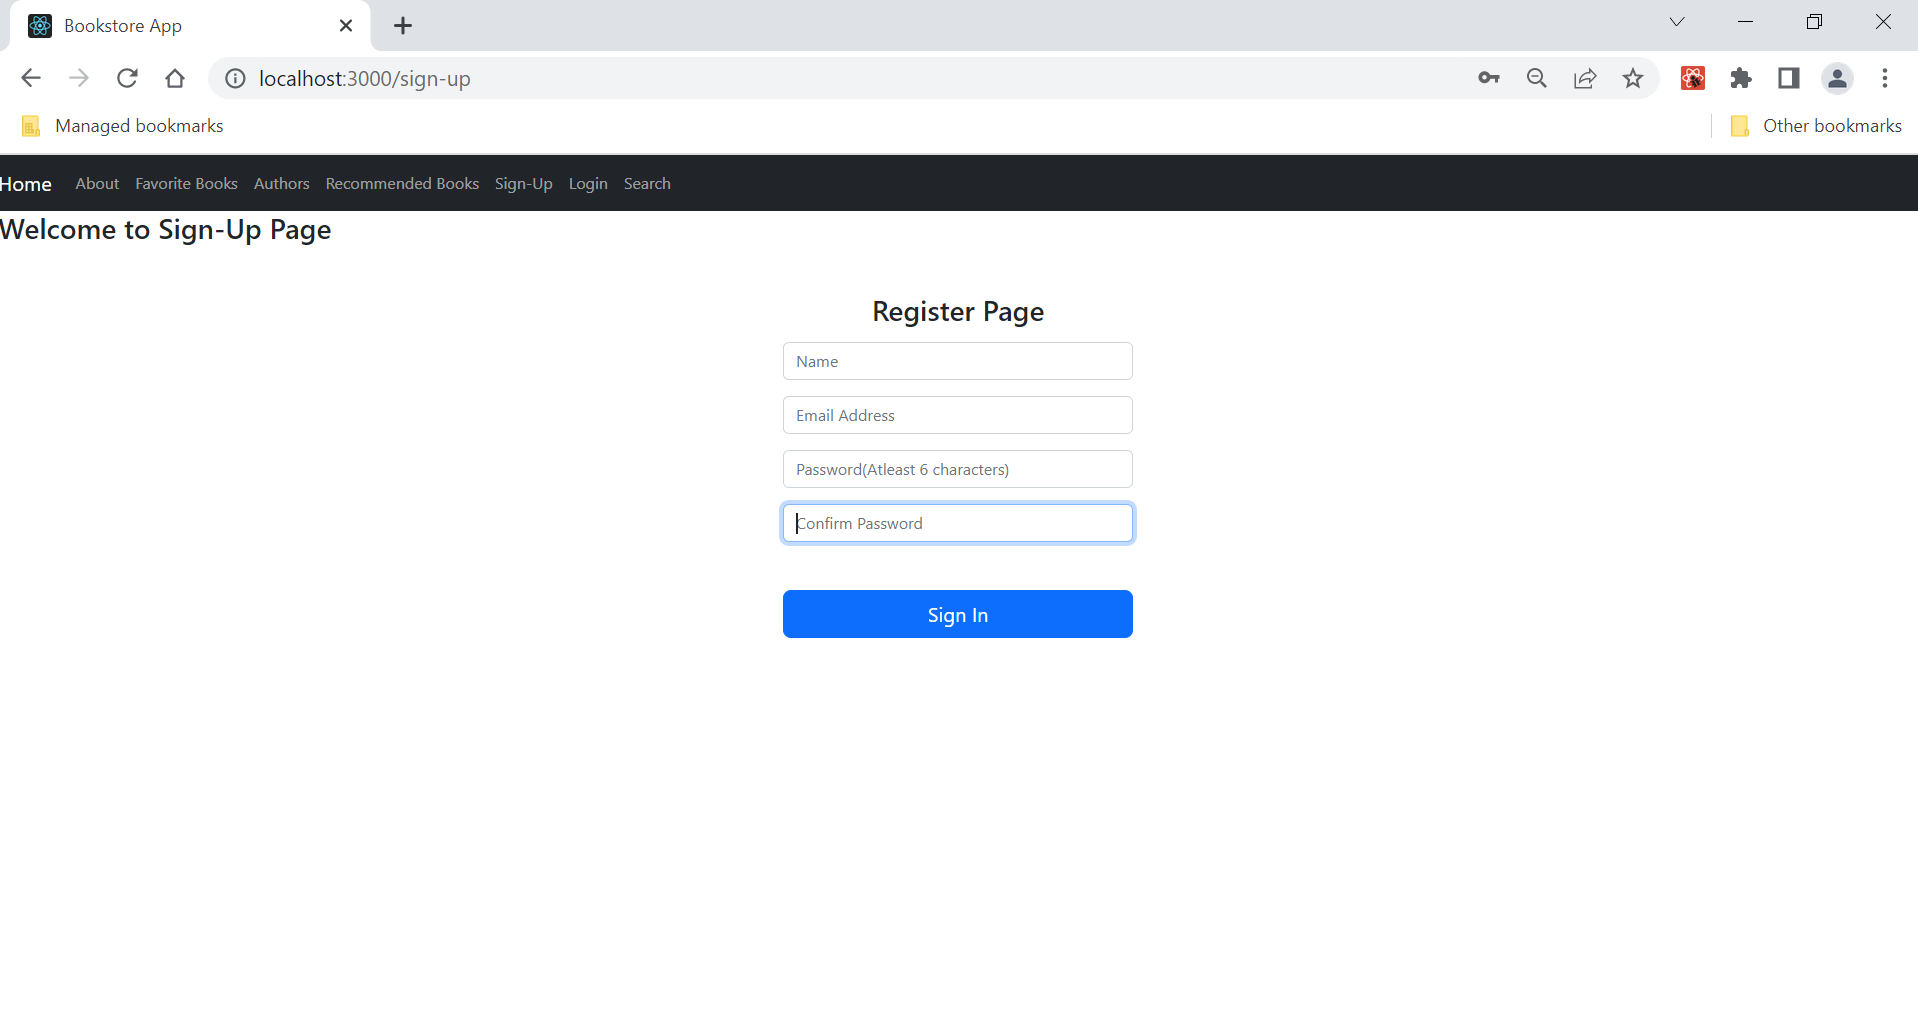 Bookstore App
localhost:3000/sign-up
Managed bookmarks
Other bookmarks
Home About Favorite Books Authors Recommended Books Sign-Up Login Search
Welcome to Sign-Up Page
Register Page
Name
Email Address
Password(Atleast 6 characters)
Confirm Password
Sign In